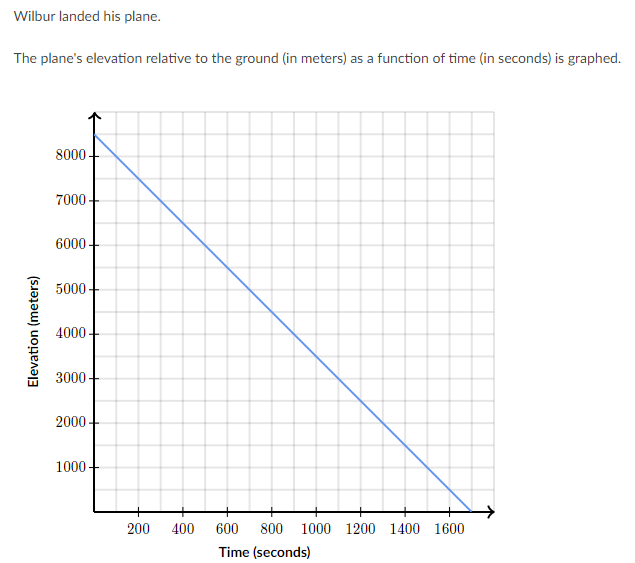 Wilbur landed his plane.
The plane's elevation relative to the ground (in meters) as a function of time (in seconds) is graphed.
8000
7000
6000
5000
4000
3000
2000
1000
Elevation (meters)
200 400 600 800 1000 1200 1400 1600
Time (seconds)